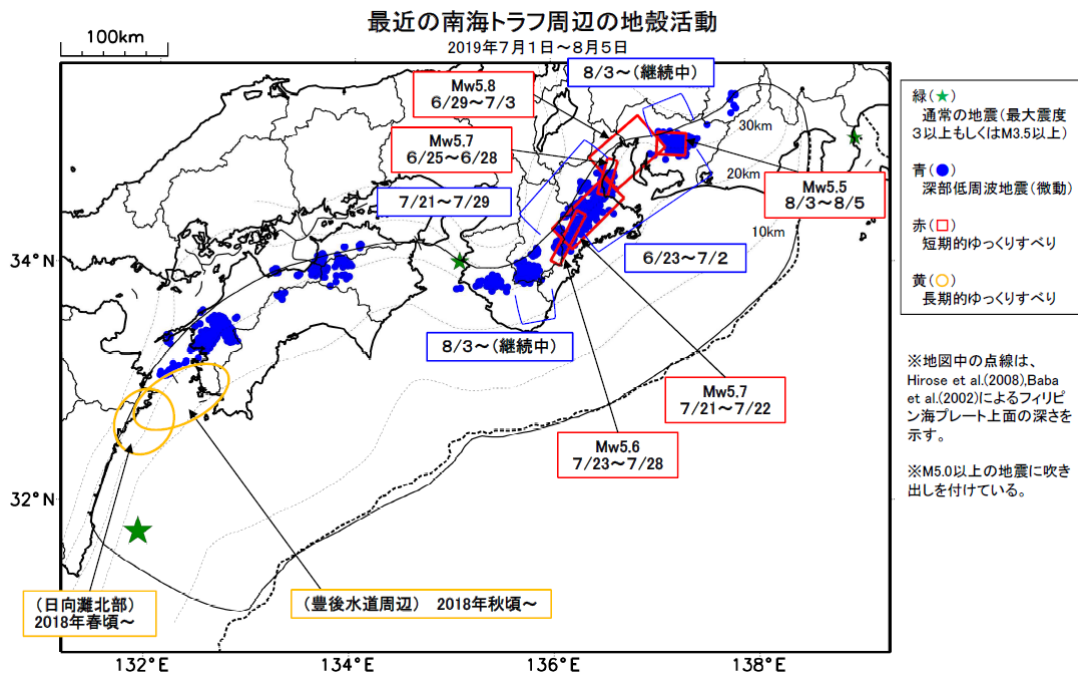 最近の南海トラフ周辺の地殻活動
2019年7月1日～8月5日
100km
8/3～(継続中)
Mw5.8
6/29～7/3
Mw5.7
6/25～6/28
7/21～7/29
30km
20km
10km
Mw5.5
8/3～8/5
6/23～7/2
8/3～(継続中)
Mw5.7
7/21～7/22
Mw5.6
7/23～7/28
(日向灘北部)
2018年春頃～
(豊後水道周辺) 2018年秋頃～
34°N
32°N
132°E
134°E
136°E
138°E
緑(★)
通常の地震(最大震度
3以上もしくはM3.5以上)
青(●)
深部低周波地震(微動)
赤(□)
短期的ゆっくりすべり
黄(○)
長期的ゆっくりすべり
※地図中の点線は、
Hirose et al.(2008),Baba
et al.(2002)によるフィリピ
ン海プレート上面の深さを
示す。
※M5.0以上の地震に吹き
出しを付けている。